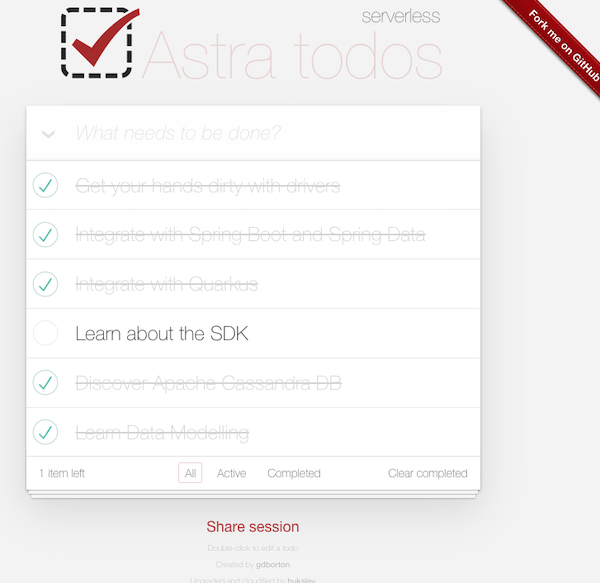 serverless
Astra todos
Fork me on GitHub
What needs to be done?
Get your hands dirty with drivers
Integrate with Spring Boot and Spring Data
Integrate with Quarkus
Learn about the SDK
Discover Apache Cassandra DB
Learn Data Modelling
1 item left All Active Completed Clear completed
Share session
Double-click to edit a todo
Created by gdborton
Upgraded and cloudified by huksley